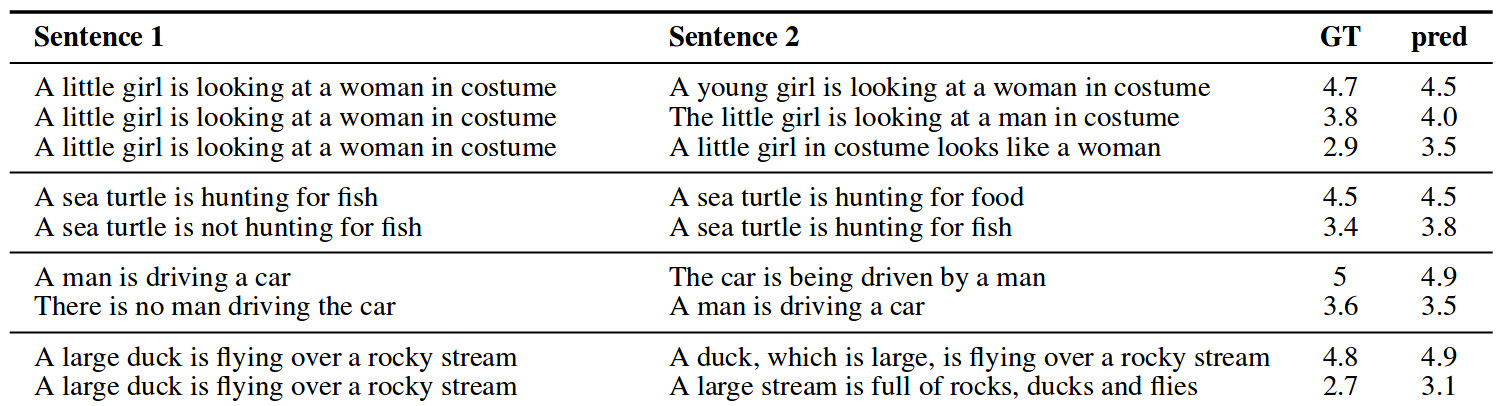 Sentence 1 Sentence 2 GT pred
A little girl is looking at a woman in costume A young girl is looking at a woman in costume 4.7 4.5
A little girl is looking at a woman in costume The little girl is looking at a man in costume 3.8 4.0
A little girl is looking at a woman in costume A little girl in costume looks like a woman 2.9 3.5
A sea turtle is hunting for fish A sea turtle is hunting for food 4.5 4.5
A sea turtle is not hunting for fish A sea turtle is hunting for fish 3.4 3.8
A man is driving a car The car is being driven by a man 5 4.9
There is no man driving the car A man is driving a car 3.6 3.5
A large duck is flying over a rocky stream A duck, which is large, is flying over a rocky stream 4.8 4.9
A large duck is flying over a rocky stream A large stream is full of rocks, ducks and flies 2.7 3.1